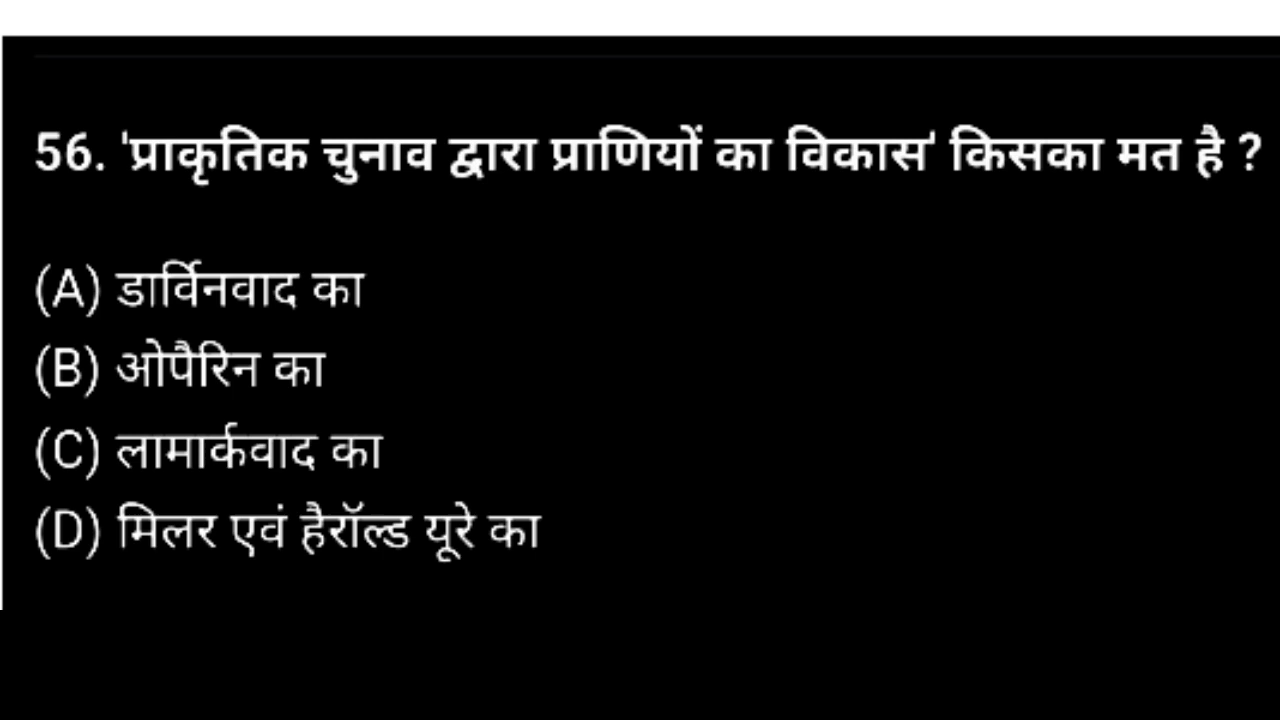 56. 'प्राकृतिक चुनाव द्वारा प्राणियों का विकास' किसका मत है ?
(A) डार्विनवाद का
(B) ओपैरिन का
(C) लामार्कवाद का
(D) मिलर एवं हैरॉल्ड यूरे का